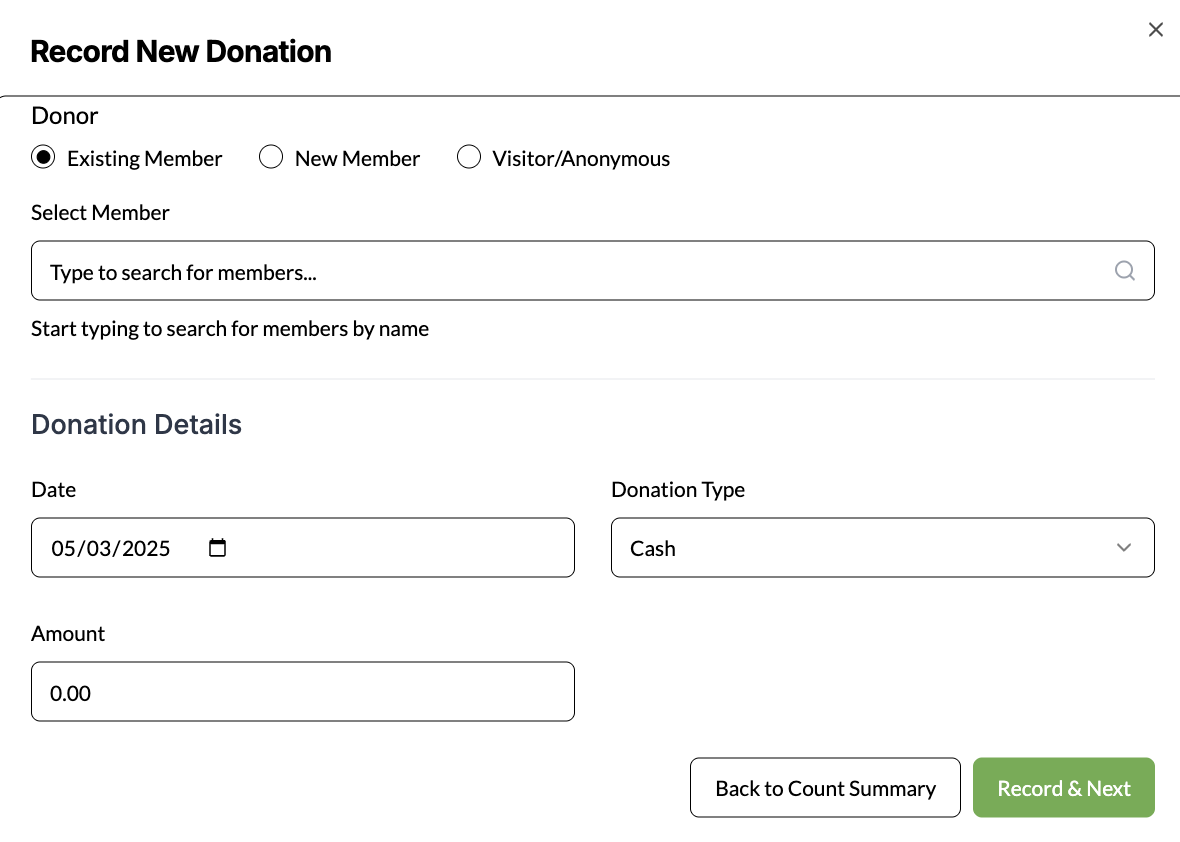 Record New Donation
Donor
Existing Member New Member Visitor/Anonymous
Select Member
Type to search for members...
Start typing to search for members by name
Donation Details
Date Donation Type
05/03/2025 Cash
Amount
0.00
Back to Count Summary Record & Next